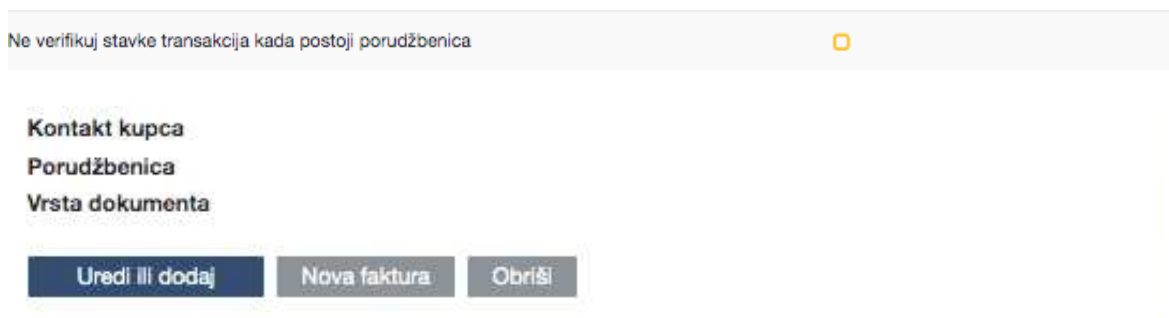 Ne verifikuj stavke transakcija kada postoji porudžbenica
Kontakt kupca
Porudžbenica
Vrsta dokumenta
Uredi ili dodaj Nova faktura Obriši